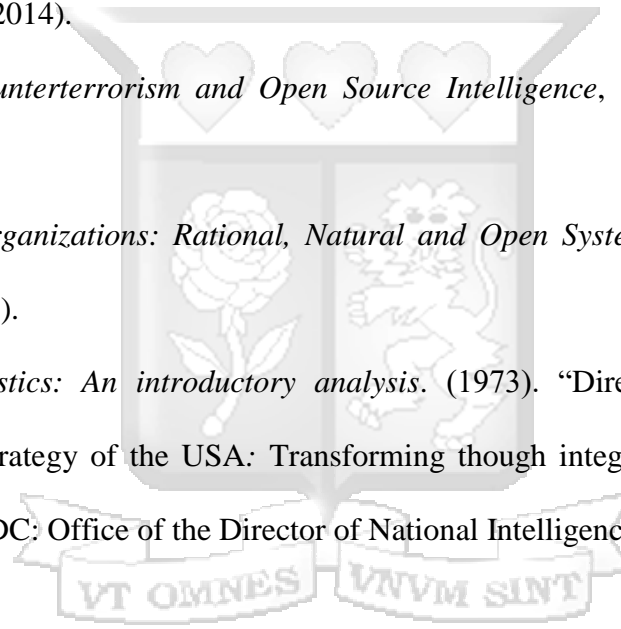 2014).
unterterrorism and Open Source Intelligence,
rganizations: Rational, Natural and Open Syste
).
stics: An introductory analysis. (1973). “Dire
rategy of the USA: Transforming though integ
DC: Office of the Director of National Intelligenc
VT OMNES VNVM SINT